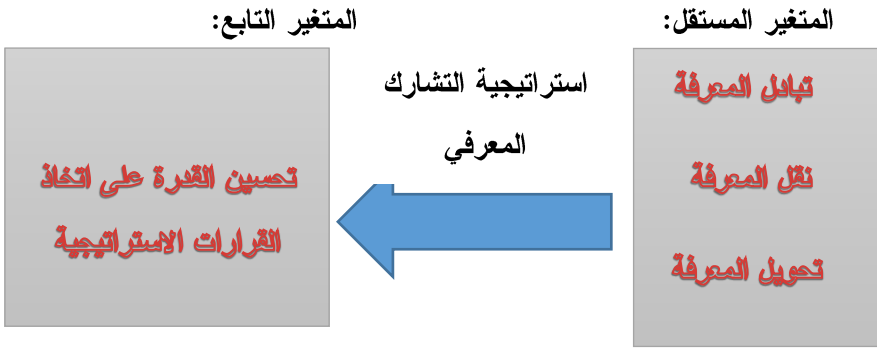 المتغير المستقل:
المتغير التابع:
تبادل المعرفة
نقل المعرفة
تحويل المعرفة
استراتيجية التشارك
المعرفي
تحسين القدرة على اتخاذ
القرارات الاستراتيجية